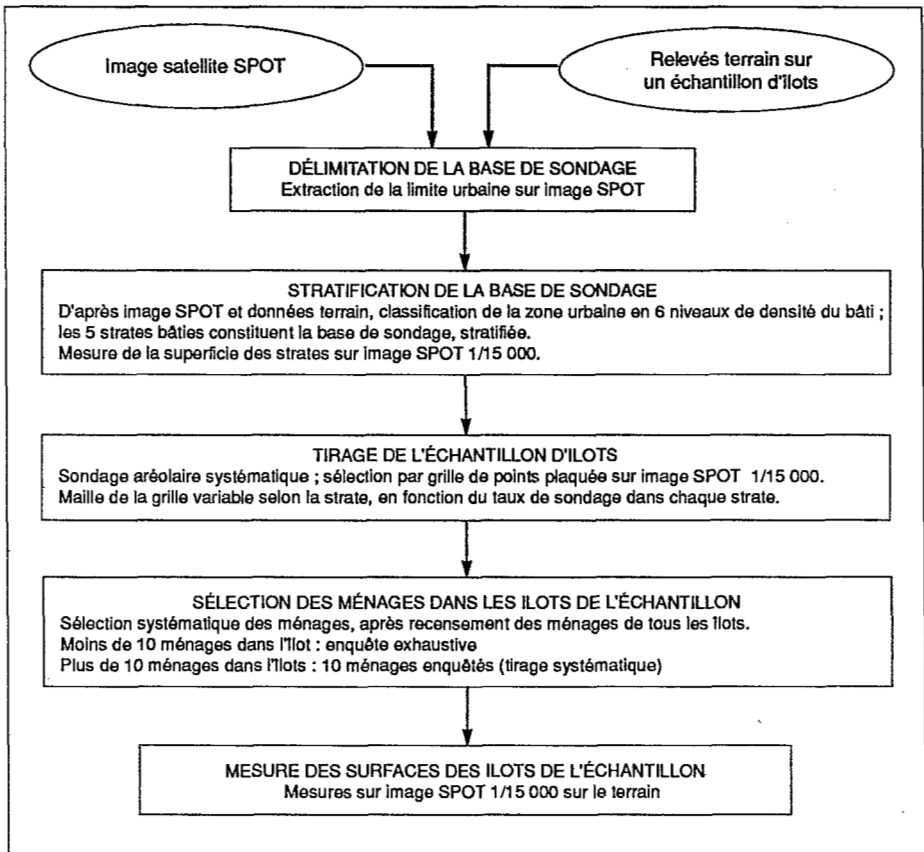 Image satellite SPOT
Relevés terrain sur
un échantillon d'îlots
DÉLIMITATION DE LA BASE DE SONDAGE
Extraction de la limite urbaine sur image SPOT
STRATIFICATION DE LA BASE DE SONDAGE
D'après image SPOT et données terrain, classification de la zone urbaine en 6 niveaux de densité du bâti ;
les 5 strates bâties constituent la base de sondage, stratifiée.
Mesure de la superficie des strates sur image SPOT 1/15 000.
TIRAGE DE L'ÉCHANTILLON D'ILOTS
Sondage aréolaire systématique ; sélection par grille de points plaquée sur image SPOT 1/15 000.
Maille de la grille variable selon la strate, en fonction du taux de sondage dans chaque strate.
SÉLECTION DES MÉNAGES DANS LES ILOTS DE L'ÉCHANTILLON
Sélection systématique des ménages, après recensement des ménages de tous les îlots.
Moins de 10 ménages dans l'îlot : enquête exhaustive
Plus de 10 ménages dans l'îlots : 10 ménages enquêtés (tirage systématique)
MESURE DES SURFACES DES ILOTS DE L'ÉCHANTILLON
Mesures sur image SPOT 1/15 000 sur le terrain